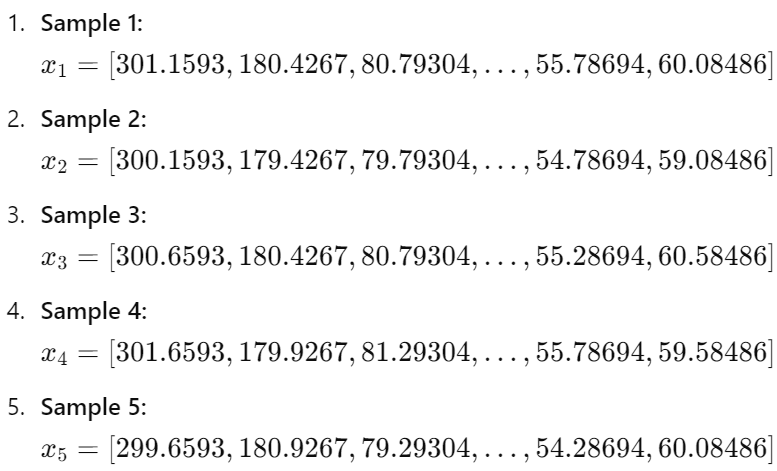 1. Sample 1:
x₁ = [301.1593, 180.4267, 80.79304, . . . , 55.78694, 60.08486]
2. Sample 2:
x₂ = [300.1593, 179.4267, 79.79304, . . . , 54.78694, 59.08486]
3. Sample 3:
x₃ = [300.6593, 180.4267, 80.79304, . . . , 55.28694, 60.58486]
4. Sample 4:
x₄ = [301.6593, 179.9267, 81.29304, . . . , 55.78694, 59.58486]
5. Sample 5:
x₅ = [299.6593, 180.9267, 79.29304, . . . , 54.28694, 60.08486]